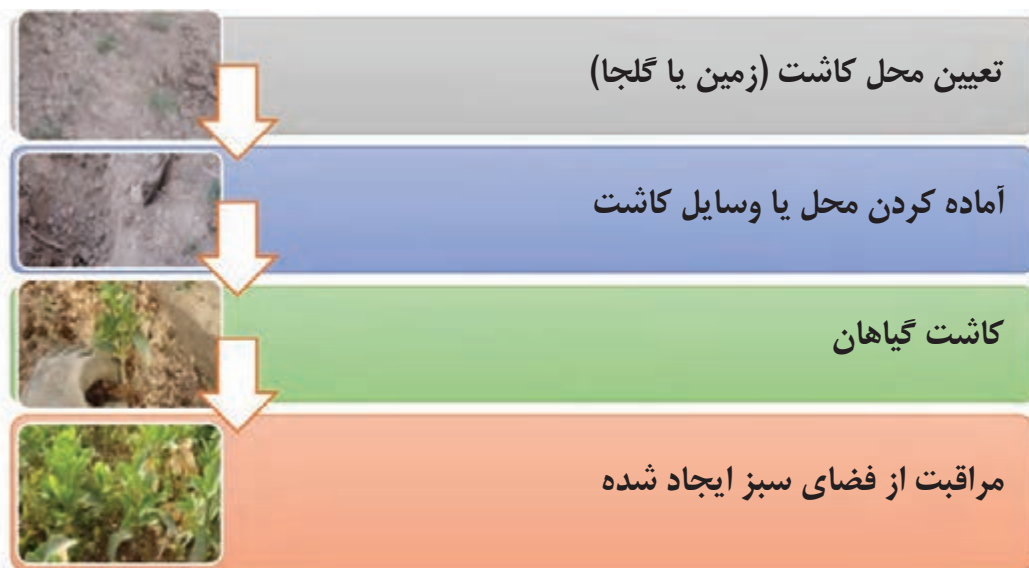 تعیین محل کاشت (زمین یا گلجا)
آماده کردن محل یا وسایل کاشت
کاشت گیاهان
مراقبت از فضای سبز ایجاد شده